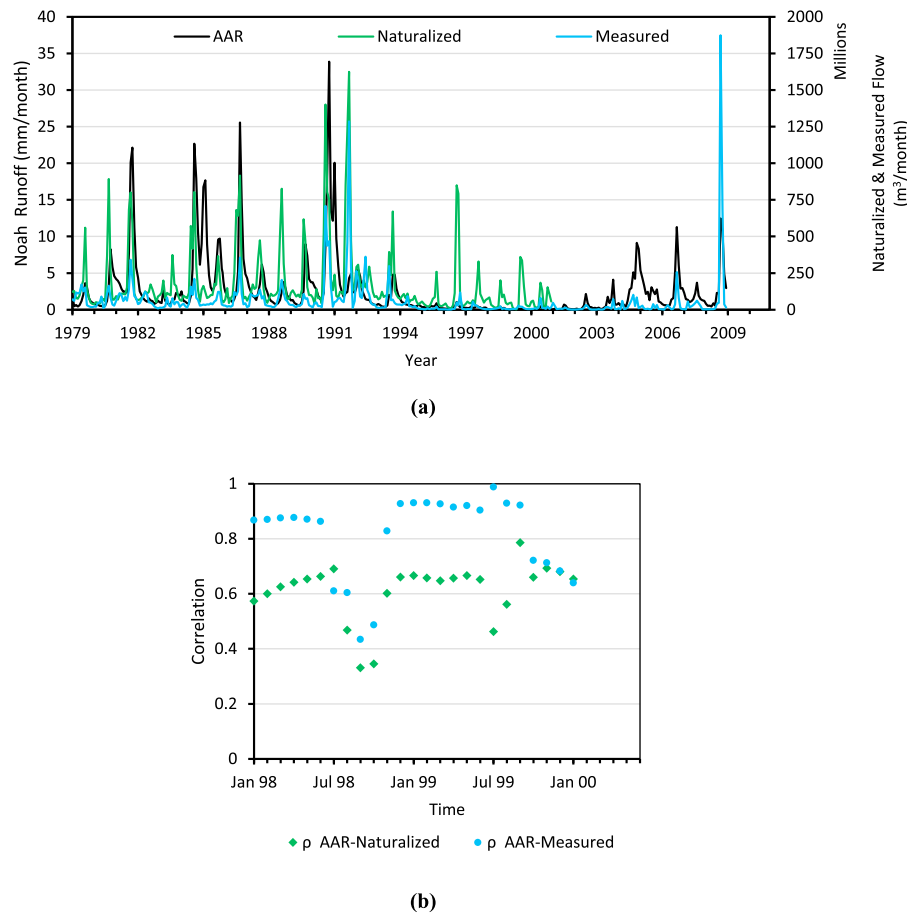 AAR Naturalized Measured
40
35
30
25
20
15
10
5
0
Noah Runoff (mm/month)
2000
1750
1500
1250
1000
750
500
250
0
Millions
Naturalized & Measured Flow
(m³/month)
1979 1982 1985 1988 1991 1994 1997 2000 2003 2006 2009
Year
(a)
1
0.8
0.6
0.4
0.2
0
Correlation
Jan 98 Jul 98 Jan 99 Jul 99 Jan 00
Time
ρ AAR-Naturalized ρ AAR-Measured
(b)